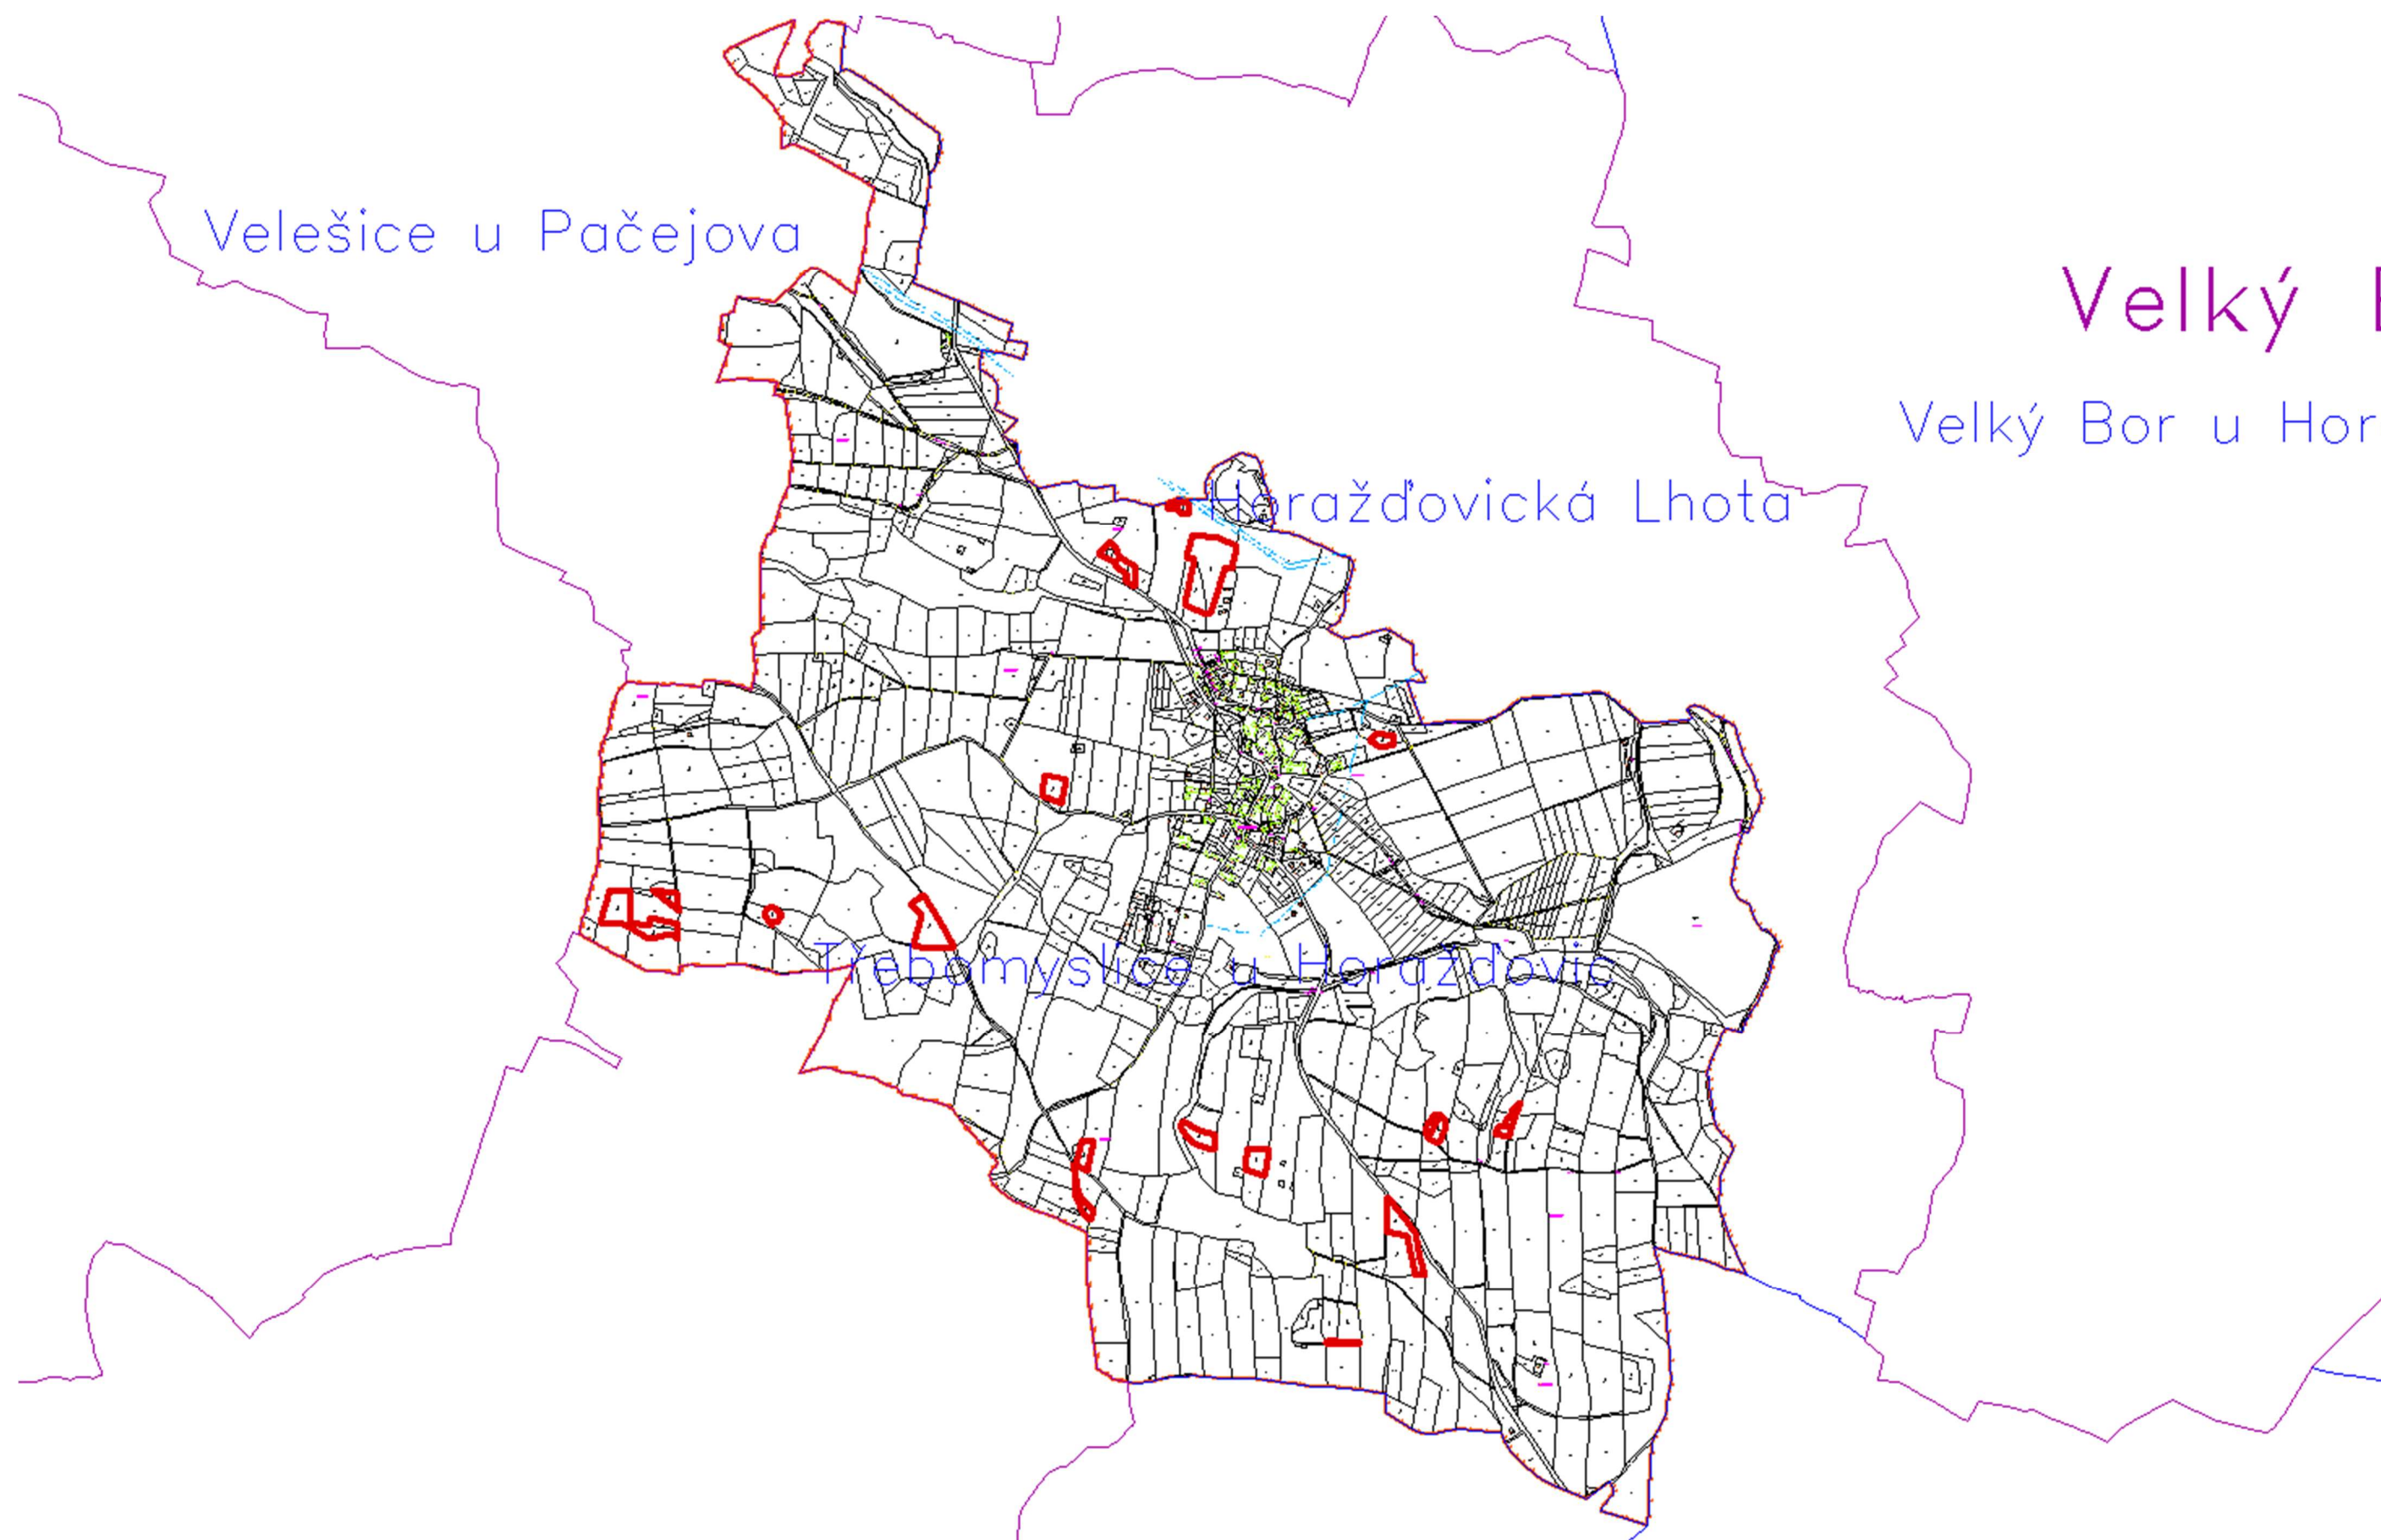 Velešice u Pačejova
Velký
Velký Bor u Hor
Horažďovická Lhota
Třebomyslice u Horažďovic